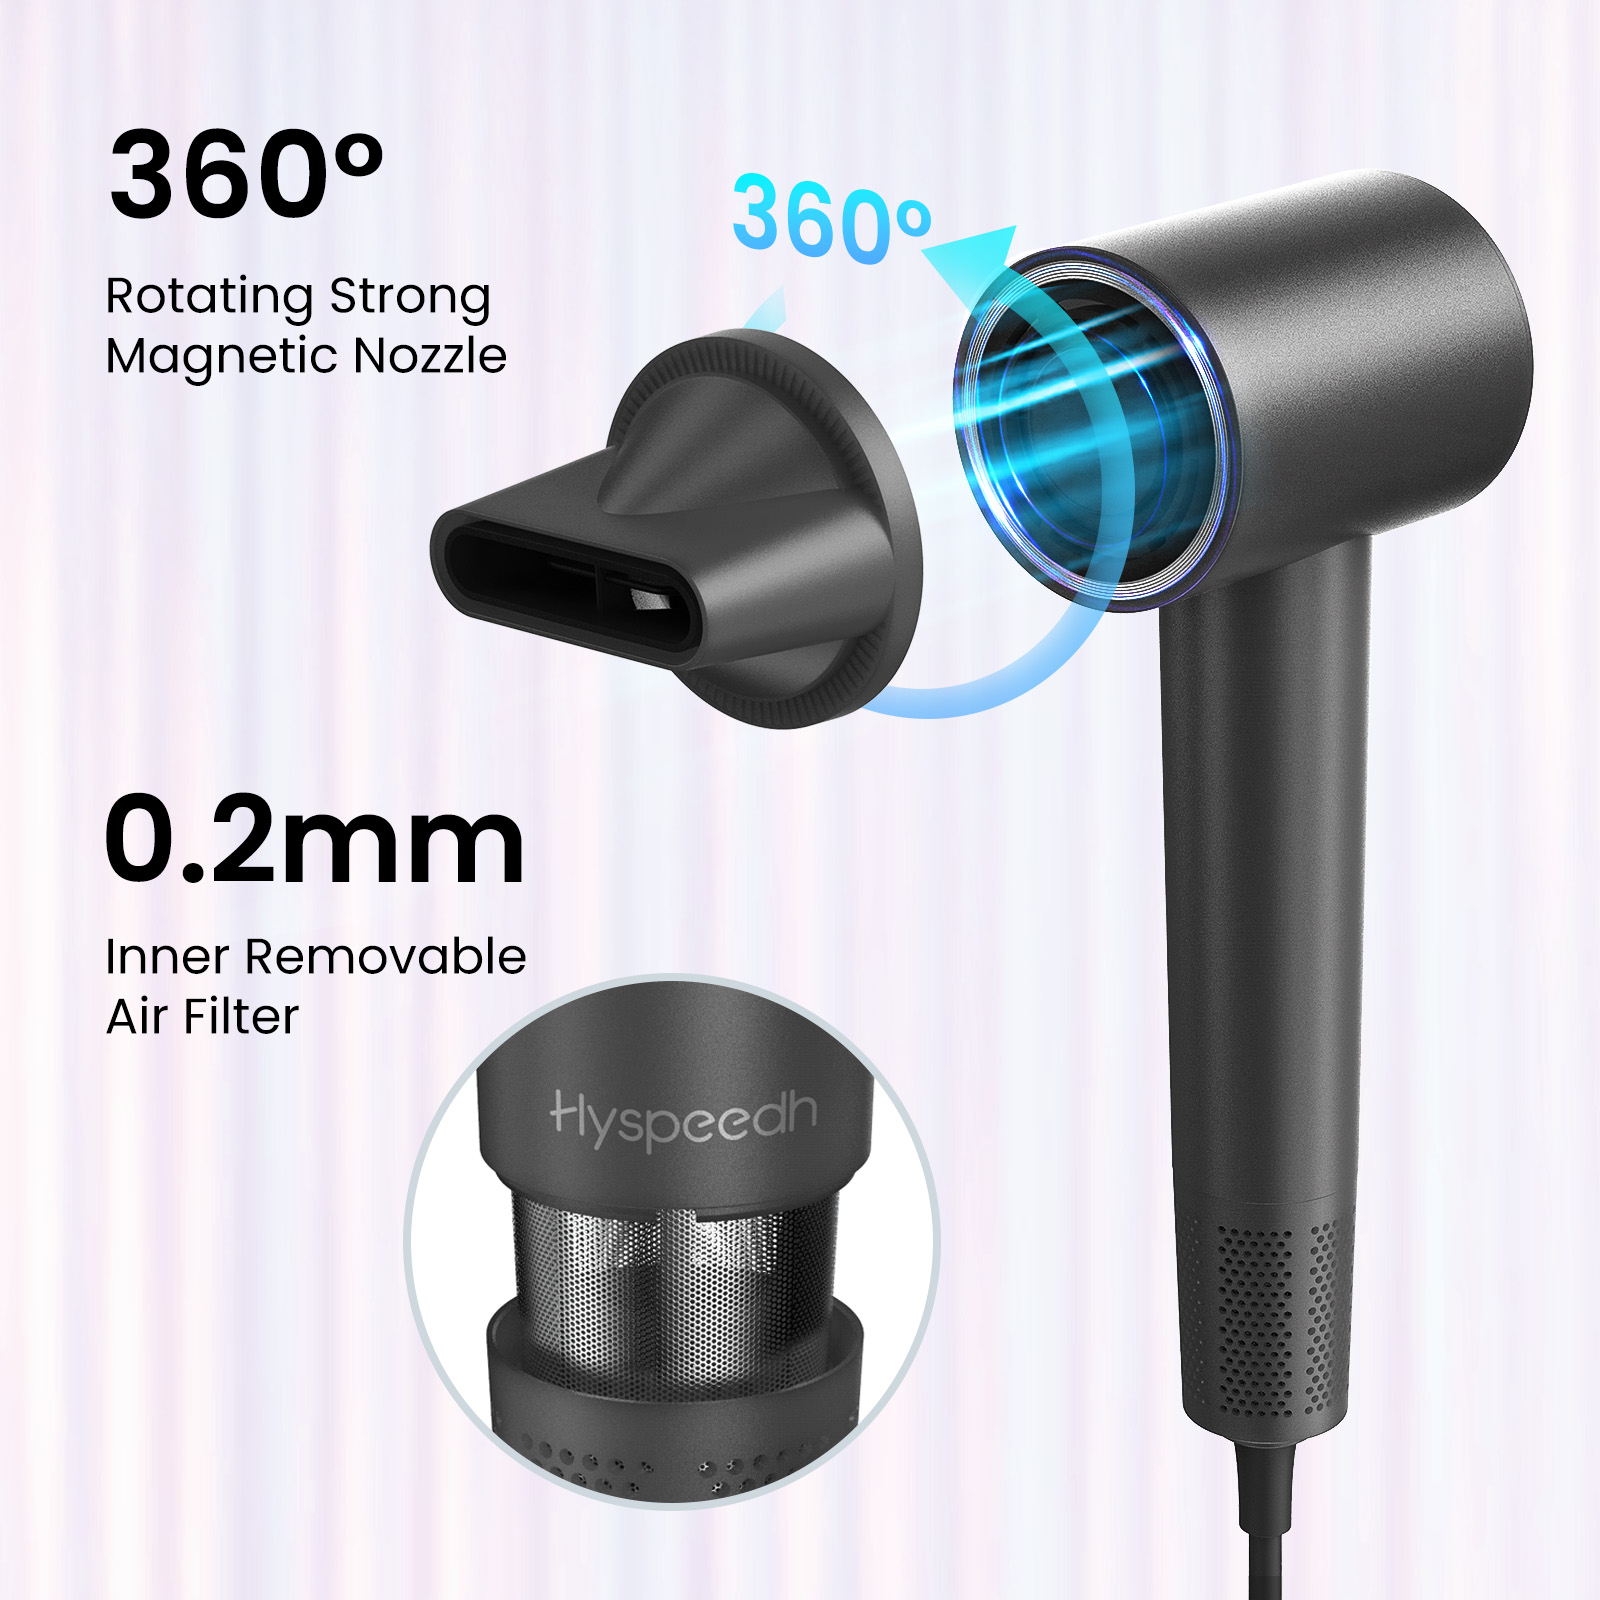 360°
Rotating Strong
Magnetic Nozzle
360°
0.2mm
Inner Removable
Air Filter
Hyspeedh